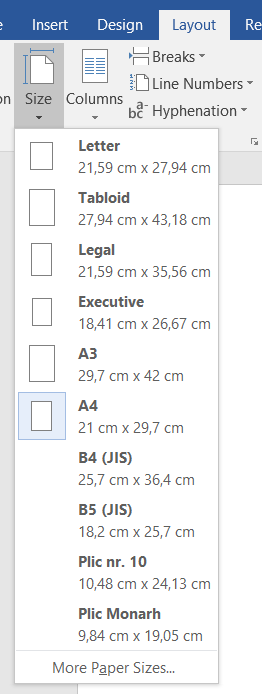 e Insert Design Layout Re
Breaks
Line Numbers
on Size Columns
Hyphenation
Letter
21,59 cm x 27,94 cm
Tabloid
27,94 cm x 43,18 cm
Legal
21,59 cm x 35,56 cm
Executive
18,41 cm x 26,67 cm
A3
29,7 cm x 42 cm
A4
21 cm x 29,7 cm
B4 (JIS)
25,7 cm x 36,4 cm
B5 (JIS)
18,2 cm x 25,7 cm
Plic nr. 10
10,48 cm x 24,13 cm
Plic Monarh
9,84 cm x 19,05 cm
More Paper Sizes...